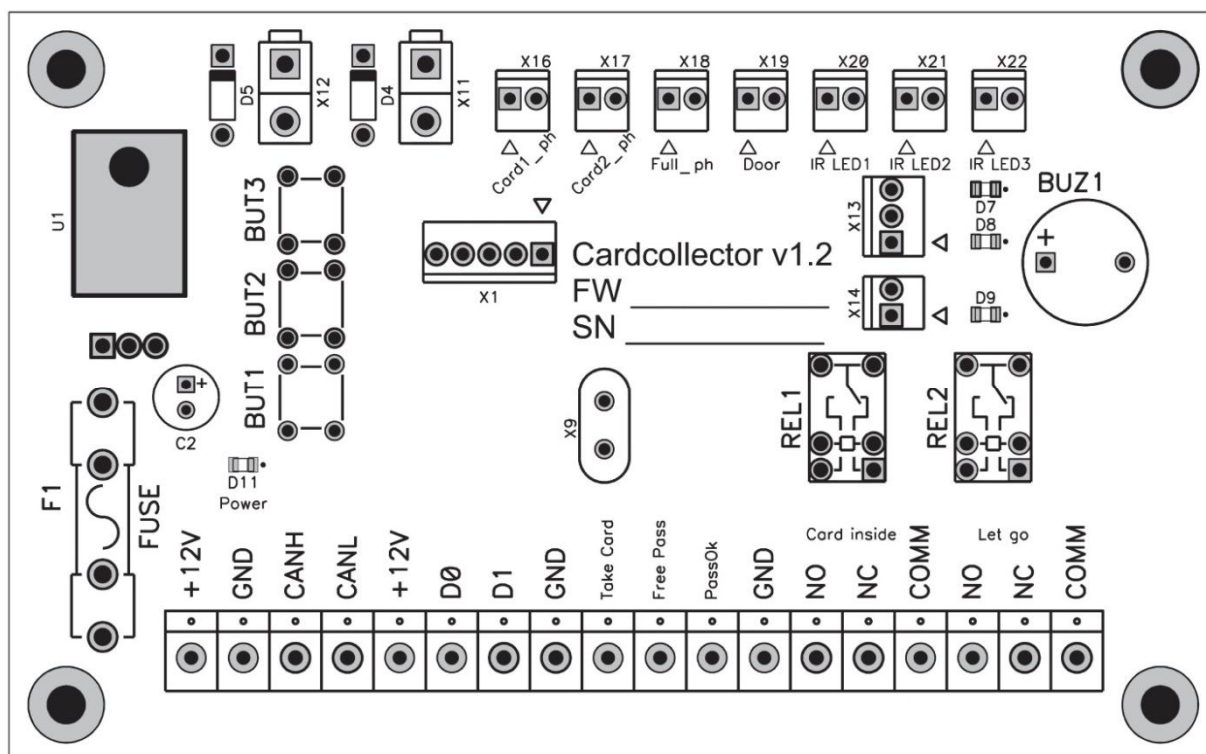 D5
X12
D4
X11
X16
X17
X18
X19
X20
X21
X22
Card1_ph
Card2_ph
Full_ph
Door
IR LED1
IR LED2
IR LED3
U1
BUT3
BUT2
BUT1
X1
X13
D7
D8
BUZ1
+
Cardcollector v1.2
FW
SN
X14
D9
+
C2
X9
REL1
REL2
D11
Power
F1
FUSE
Card inside
Let go
+12V
GND
CANH
CANL
+12V
D0
D1
GND
Take Card
Free Pass
PassOk
GND
NO
NC
COMM
NO
NC
COMM